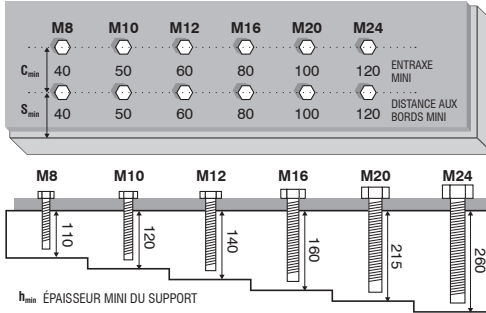 M8 M10 M12 M16 M20 M24
Cmin 40 50 60 80 100 120 ENTRAXE
MINI
Smin 40 50 60 80 100 120 DISTANCE AUX
BORDS MINI
M8 M10 M12 M16 M20 M24
110 120 140 160 215 260
hmin ÉPAISSEUR MINI DU SUPPORT